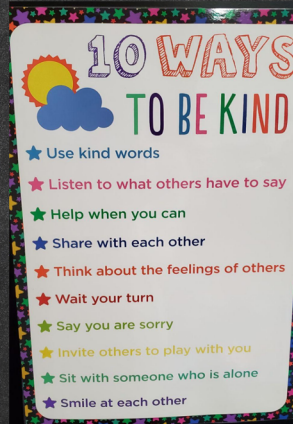 10 WAYS
TO BE KIND
Use kind words
Listen to what others have to say
Help when you can
Share with each other
Think about the feelings of others
Wait your turn
Say you are sorry
Invite others to play with you
Sit with someone who is alone
Smile at each other